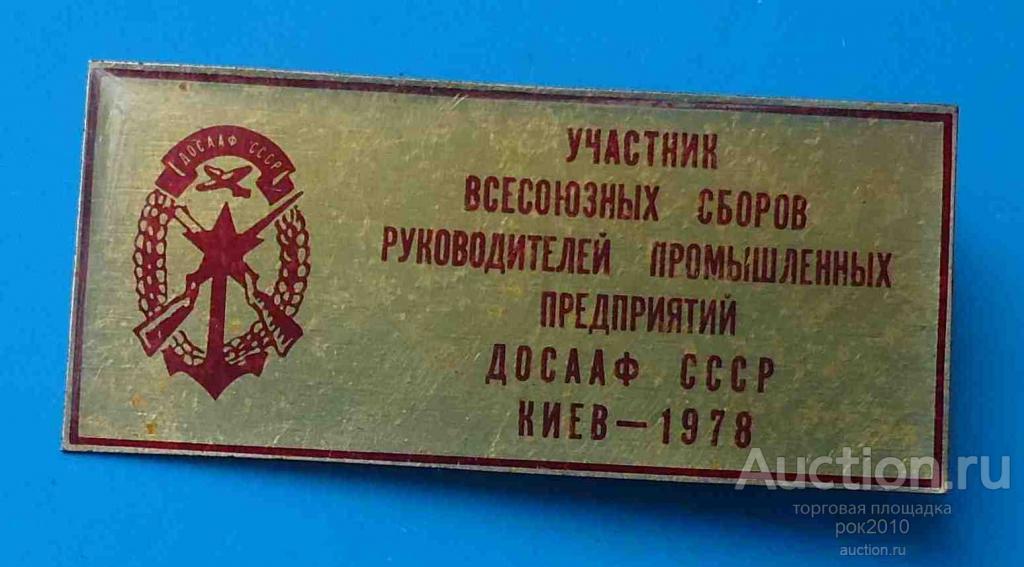 ДОСААФ СССР
УЧАСТНИК
ВСЕСОЮЗНЫХ СБОРОВ
РУКОВОДИТЕЛЕЙ ПРОМЫШЛЕННЫХ
ПРЕДПРИЯТИЙ
ДОСААФ СССР
КИЕВ — 1978
Auction.ru
торговая площадка
рок2010
auction.ru